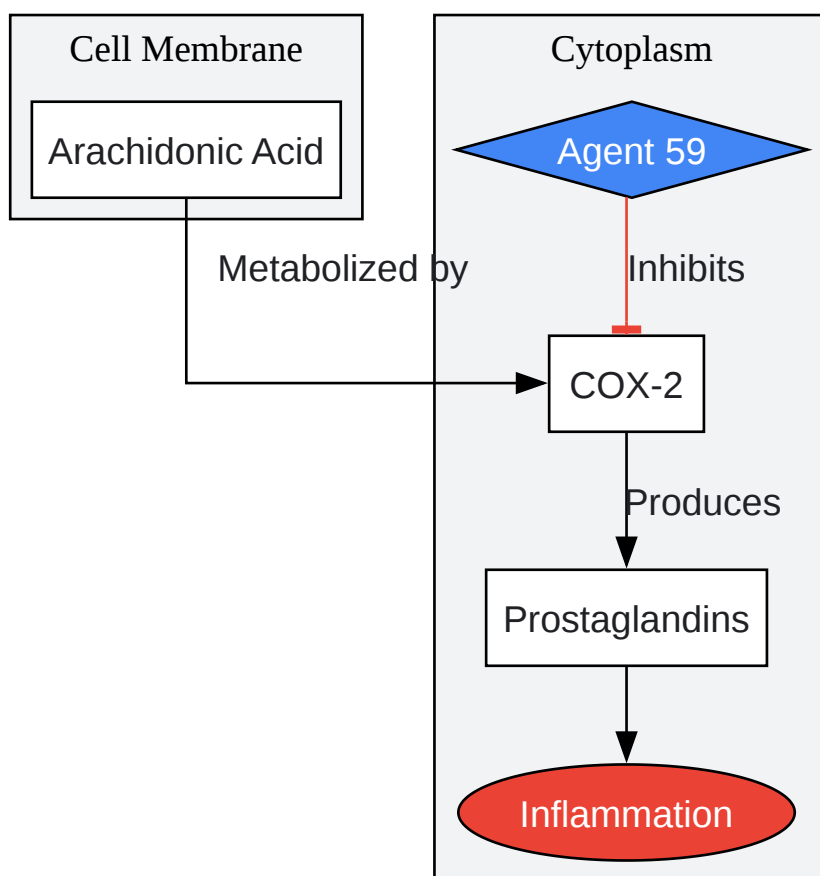 Cell Membrane
Cytoplasm
Arachidonic Acid
Agent 59
Metabolized by
Inhibits
COX-2
Produces
Prostaglandins
Inflammation